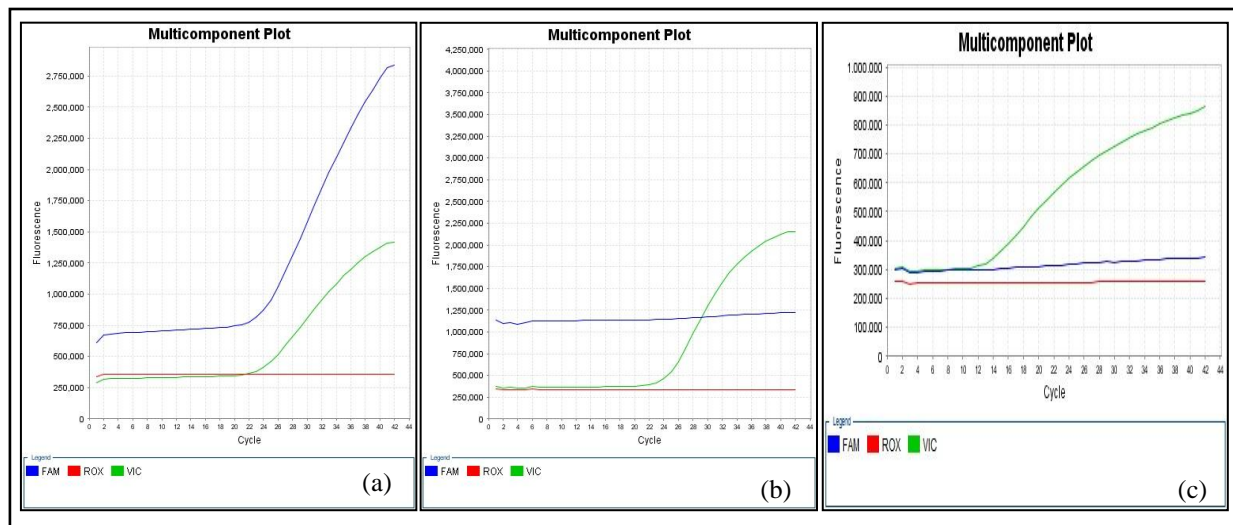 Multicomponent Plot
Fluorescence
2,750,000
2,500,000
2,250,000
2,000,000
1,750,000
1,500,000
1,250,000
1,000,000
750,000
500,000
250,000
0
0 2 4 6 8 10 12 14 16 18 20 22 24 26 28 30 32 34 36 38 40 42 44
Cycle
Legend
FAM ROX VIC
(a)
Multicomponent Plot
Fluorescence
4,250,000
4,000,000
3,750,000
3,500,000
3,250,000
3,000,000
2,750,000
2,500,000
2,250,000
2,000,000
1,750,000
1,500,000
1,250,000
1,000,000
750,000
500,000
250,000
0
0 2 4 6 8 10 12 14 16 18 20 22 24 26 28 30 32 34 36 38 40 42 44
Cycle
Legend
FAM ROX VIC
(b)
Multicomponent Plot
Fluorescence
1,000,000
900,000
800,000
700,000
600,000
500,000
400,000
300,000
200,000
100,000
0
0 2 4 6 8 10 12 14 16 18 20 22 24 26 28 30 32 34 36 38 40 42 44
Cycle
Legend
FAM ROX VIC
(c)